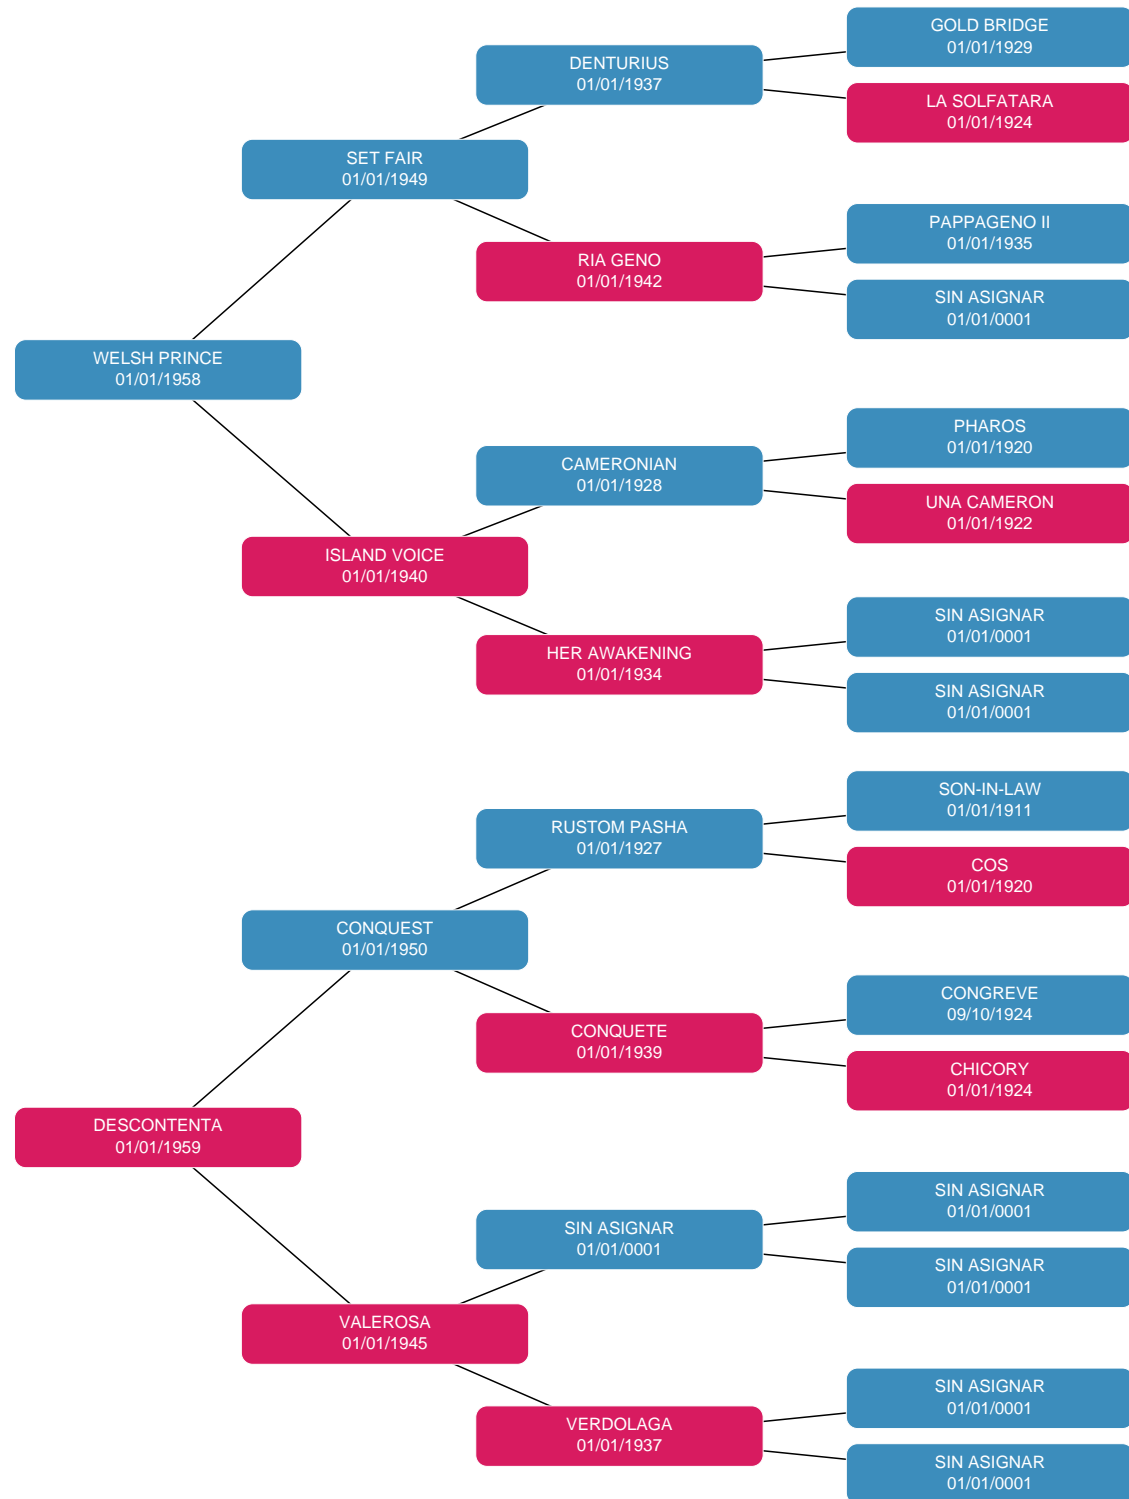 GOLD BRIDGE
01/01/1929
DENTURIUS
01/01/1937
LA SOLFATARA
01/01/1924
SET FAIR
01/01/1949
PAPPAGENO II
01/01/1935
RIA GENO
01/01/1942
SIN ASIGNAR
01/01/0001
WELSH PRINCE
01/01/1958
PHAROS
01/01/1920
CAMERONIAN
01/01/1928
UNA CAMERON
01/01/1922
ISLAND VOICE
01/01/1940
SIN ASIGNAR
01/01/0001
HER AWAKENING
01/01/1934
SIN ASIGNAR
01/01/0001
SON-IN-LAW
01/01/1911
RUSTOM PASHA
01/01/1927
COS
01/01/1920
CONQUEST
01/01/1950
CONGREVE
09/10/1924
CONQUETE
01/01/1939
CHICORY
01/01/1924
DESCONTENTA
01/01/1959
SIN ASIGNAR
01/01/0001
SIN ASIGNAR
01/01/0001
SIN ASIGNAR
01/01/0001
VALEROSA
01/01/1945
SIN ASIGNAR
01/01/0001
VERDOLAGA
01/01/1937
SIN ASIGNAR
01/01/0001